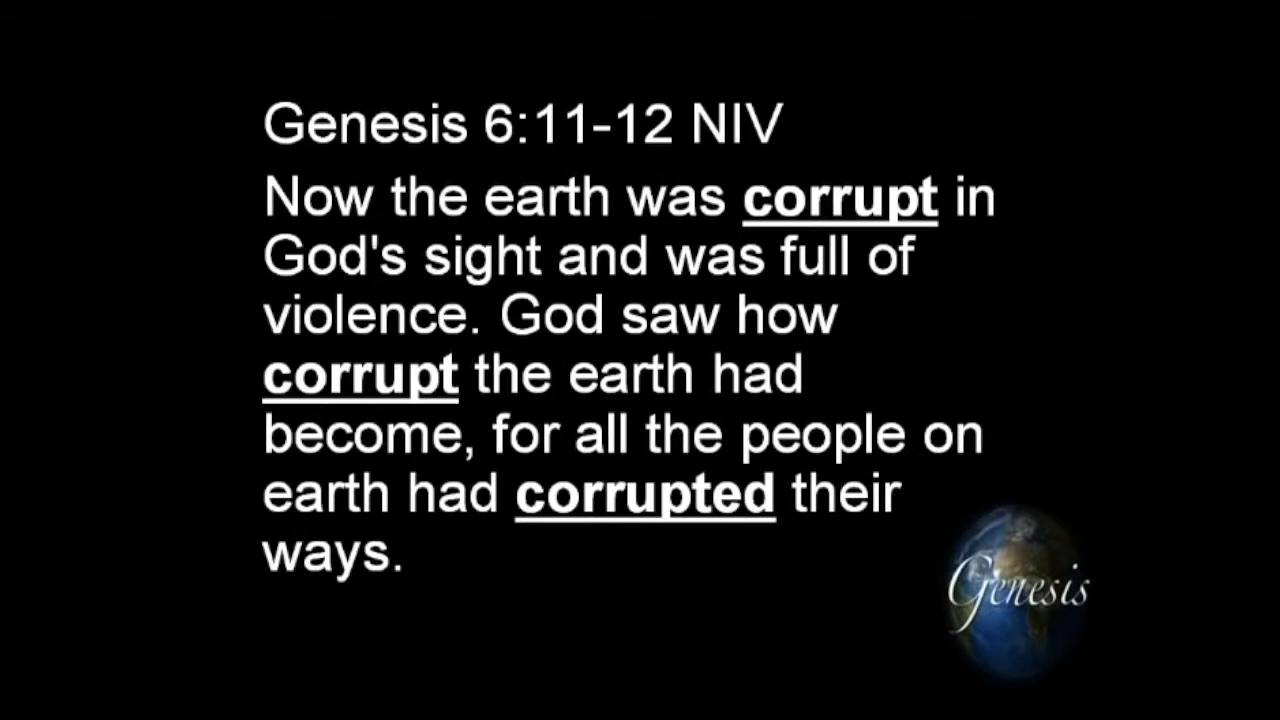 Genesis 6:11-12 NIV
Now the earth was corrupt in
God's sight and was full of
violence. God saw how
corrupt the earth had
become, for all the people on
earth had corrupted their
ways.
Genesis